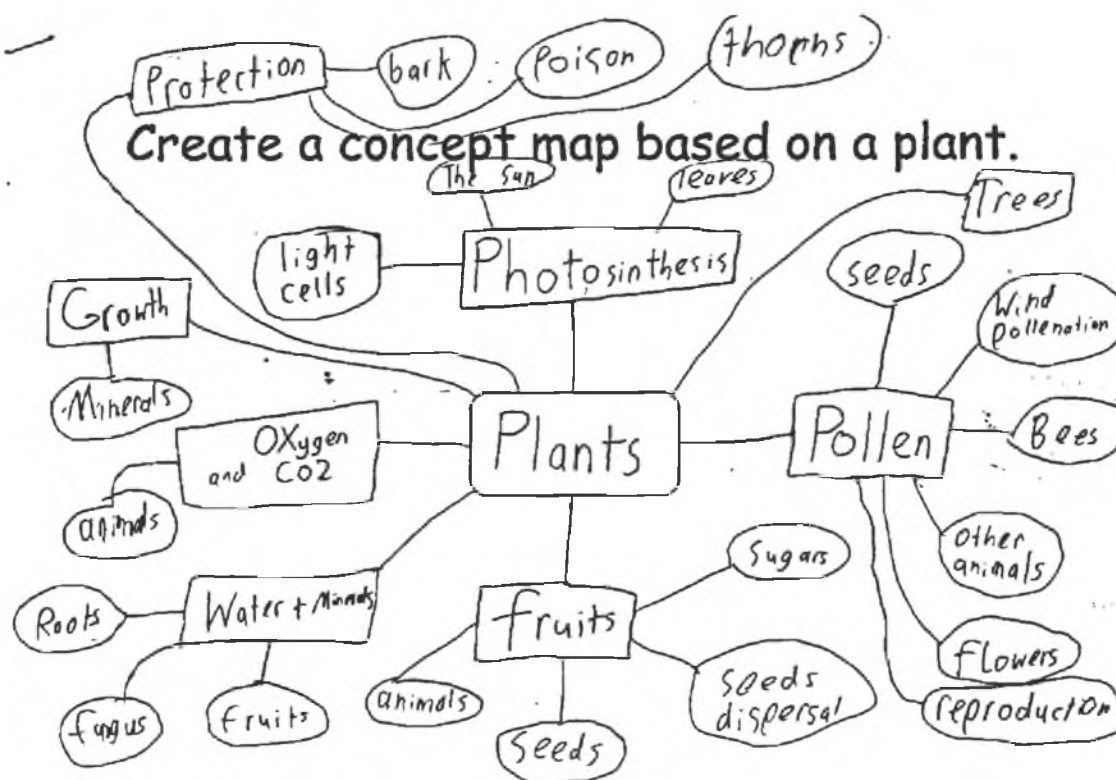 Protection
bark
Poison
thorns
Create a concept map based on a plant.
The Sun
leaves
Trees
light
cells
Photosinthesis
seeds
Wind
pollenation
Growth
Minerals
OXygen
and CO2
Plants
Pollen
Bees
animals
other
animals
Sugars
Roots
Water + Minerals
fruits
flowers
reproduction
animals
Seeds
dispersal
fungus
fruits
Seeds